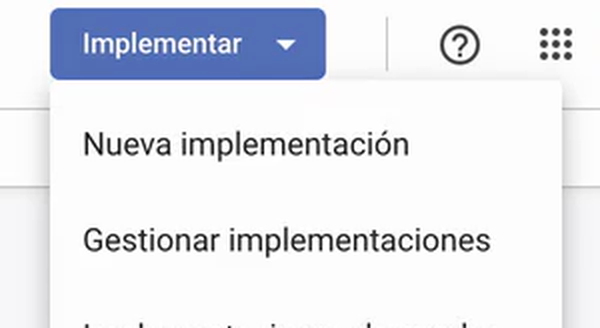 Implementar
Nueva implementación
Gestionar implementaciones